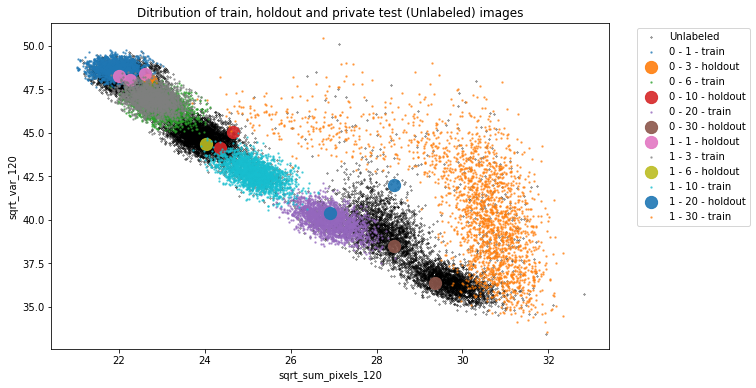 Ditribution of train, holdout and private test (Unlabeled) images
50.0
47.5
45.0
42.5
40.0
37.5
35.0
sqrt_var_120
22
24
26
28
30
32
sqrt_sum_pixels_120
Unlabeled
0 - 1 - train
0 - 3 - holdout
0 - 6 - train
0 - 10 - holdout
0 - 20 - train
0 - 30 - holdout
1 - 1 - holdout
1 - 3 - train
1 - 6 - holdout
1 - 10 - train
1 - 20 - holdout
1 - 30 - train